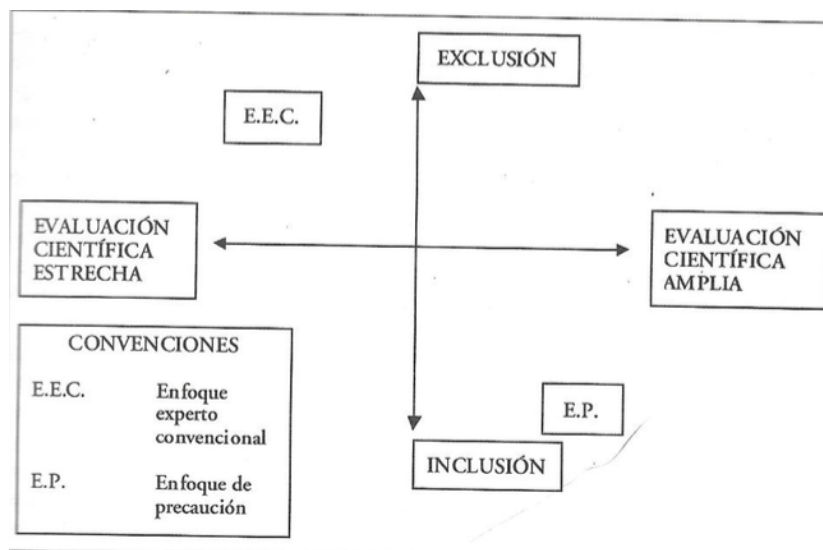 EXCLUSIÓN
E.E.C.
EVALUACIÓN
CIENTÍFICA
ESTRECHA
EVALUACIÓN
CIENTÍFICA
AMPLIA
CONVENCIONES
E.E.C. Enfoque
experto
convencional
E.P. Enfoque de
precaución
E.P.
INCLUSIÓN